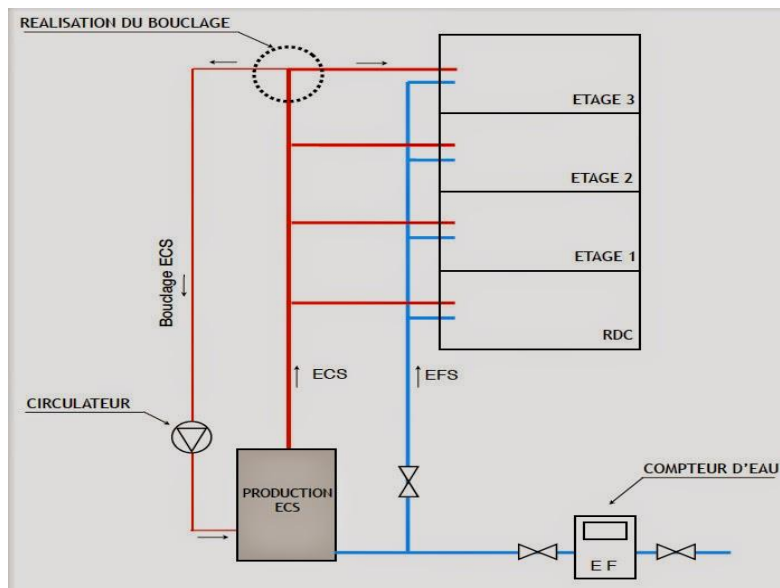 REALISATION DU BOUCLAGE
ETAGE 3
ETAGE 2
ETAGE 1
RDC
Bouclage ECS
ECS
EFS
CIRCULATEUR
PRODUCTION
ECS
COMPTEUR D'EAU
E F